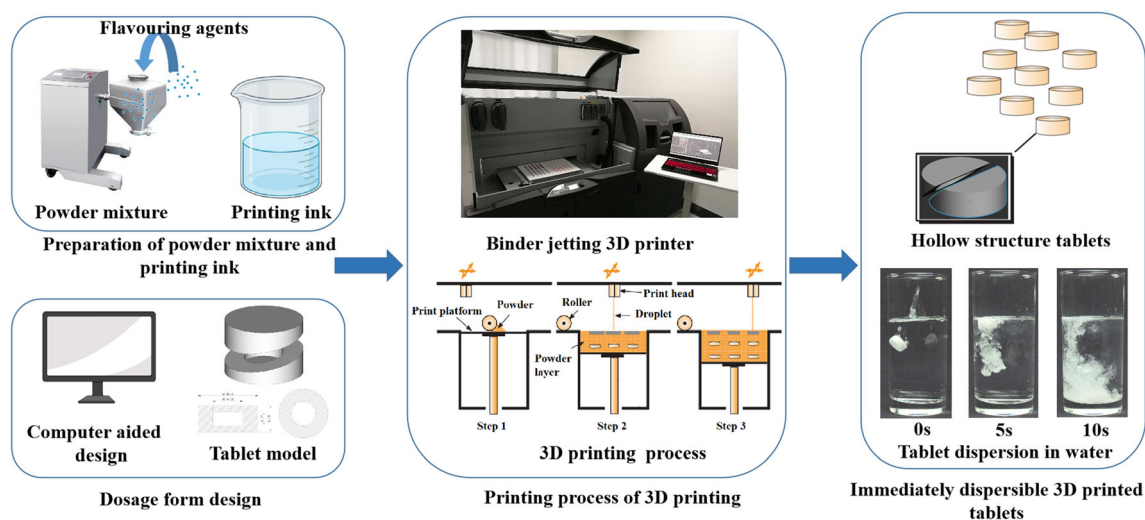 Flavouring agents
Powder mixture
Printing ink
Preparation of powder mixture and
printing ink
Computer aided
design
Tablet model
Dosage form design
Binder jetting 3D printer
Print platform
Powder
Roller
Print head
Droplet
Powder
layer
Step 1
Step 2
Step 3
3D printing process
Printing process of 3D printing
Hollow structure tablets
0s
5s
10s
Tablet dispersion in water
Immediately dispersible 3D printed
tablets